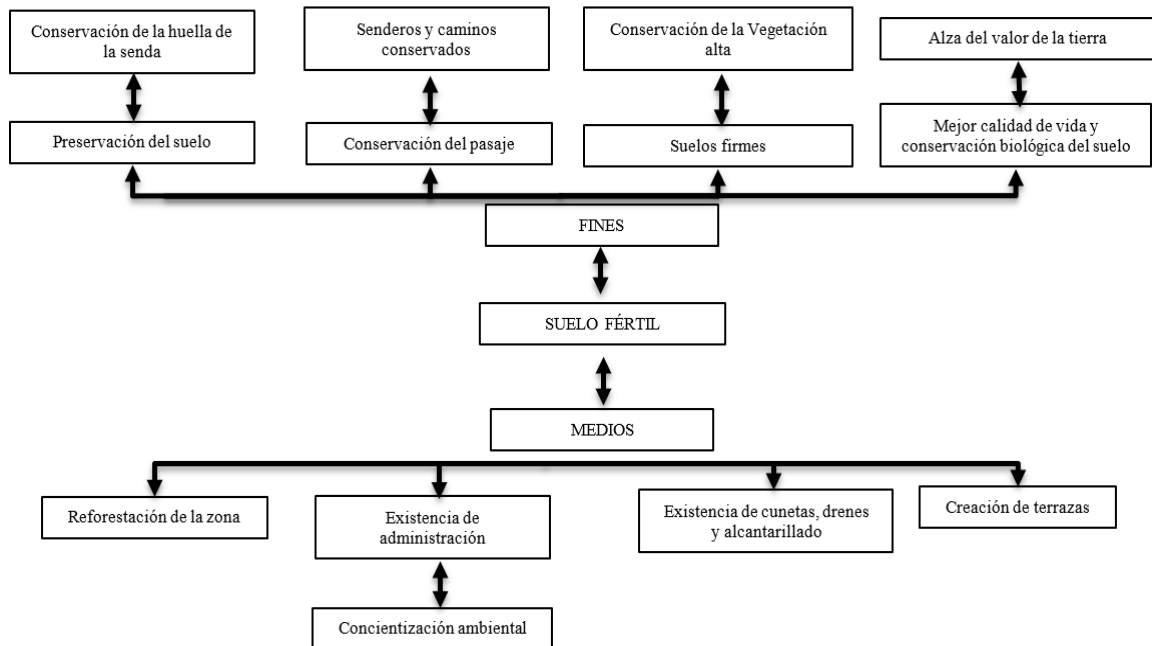 Conservación de la huella de
la senda
Senderos y caminos
conservados
Conservación de la Vegetación
alta
Alza del valor de la tierra
Preservación del suelo
Conservación del pasaje
Suelos firmes
Mejor calidad de vida y
conservación biológica del suelo
FINES
SUELO FÉRTIL
MEDIOS
Reforestación de la zona
Existencia de
administración
Existencia de cunetas, drenes
y alcantarillado
Creación de terrazas
Concientización ambiental